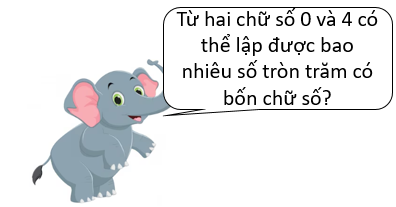 Từ hai chữ số 0 và 4 có
thể lập được bao
nhiêu số tròn trăm có
bốn chữ số?